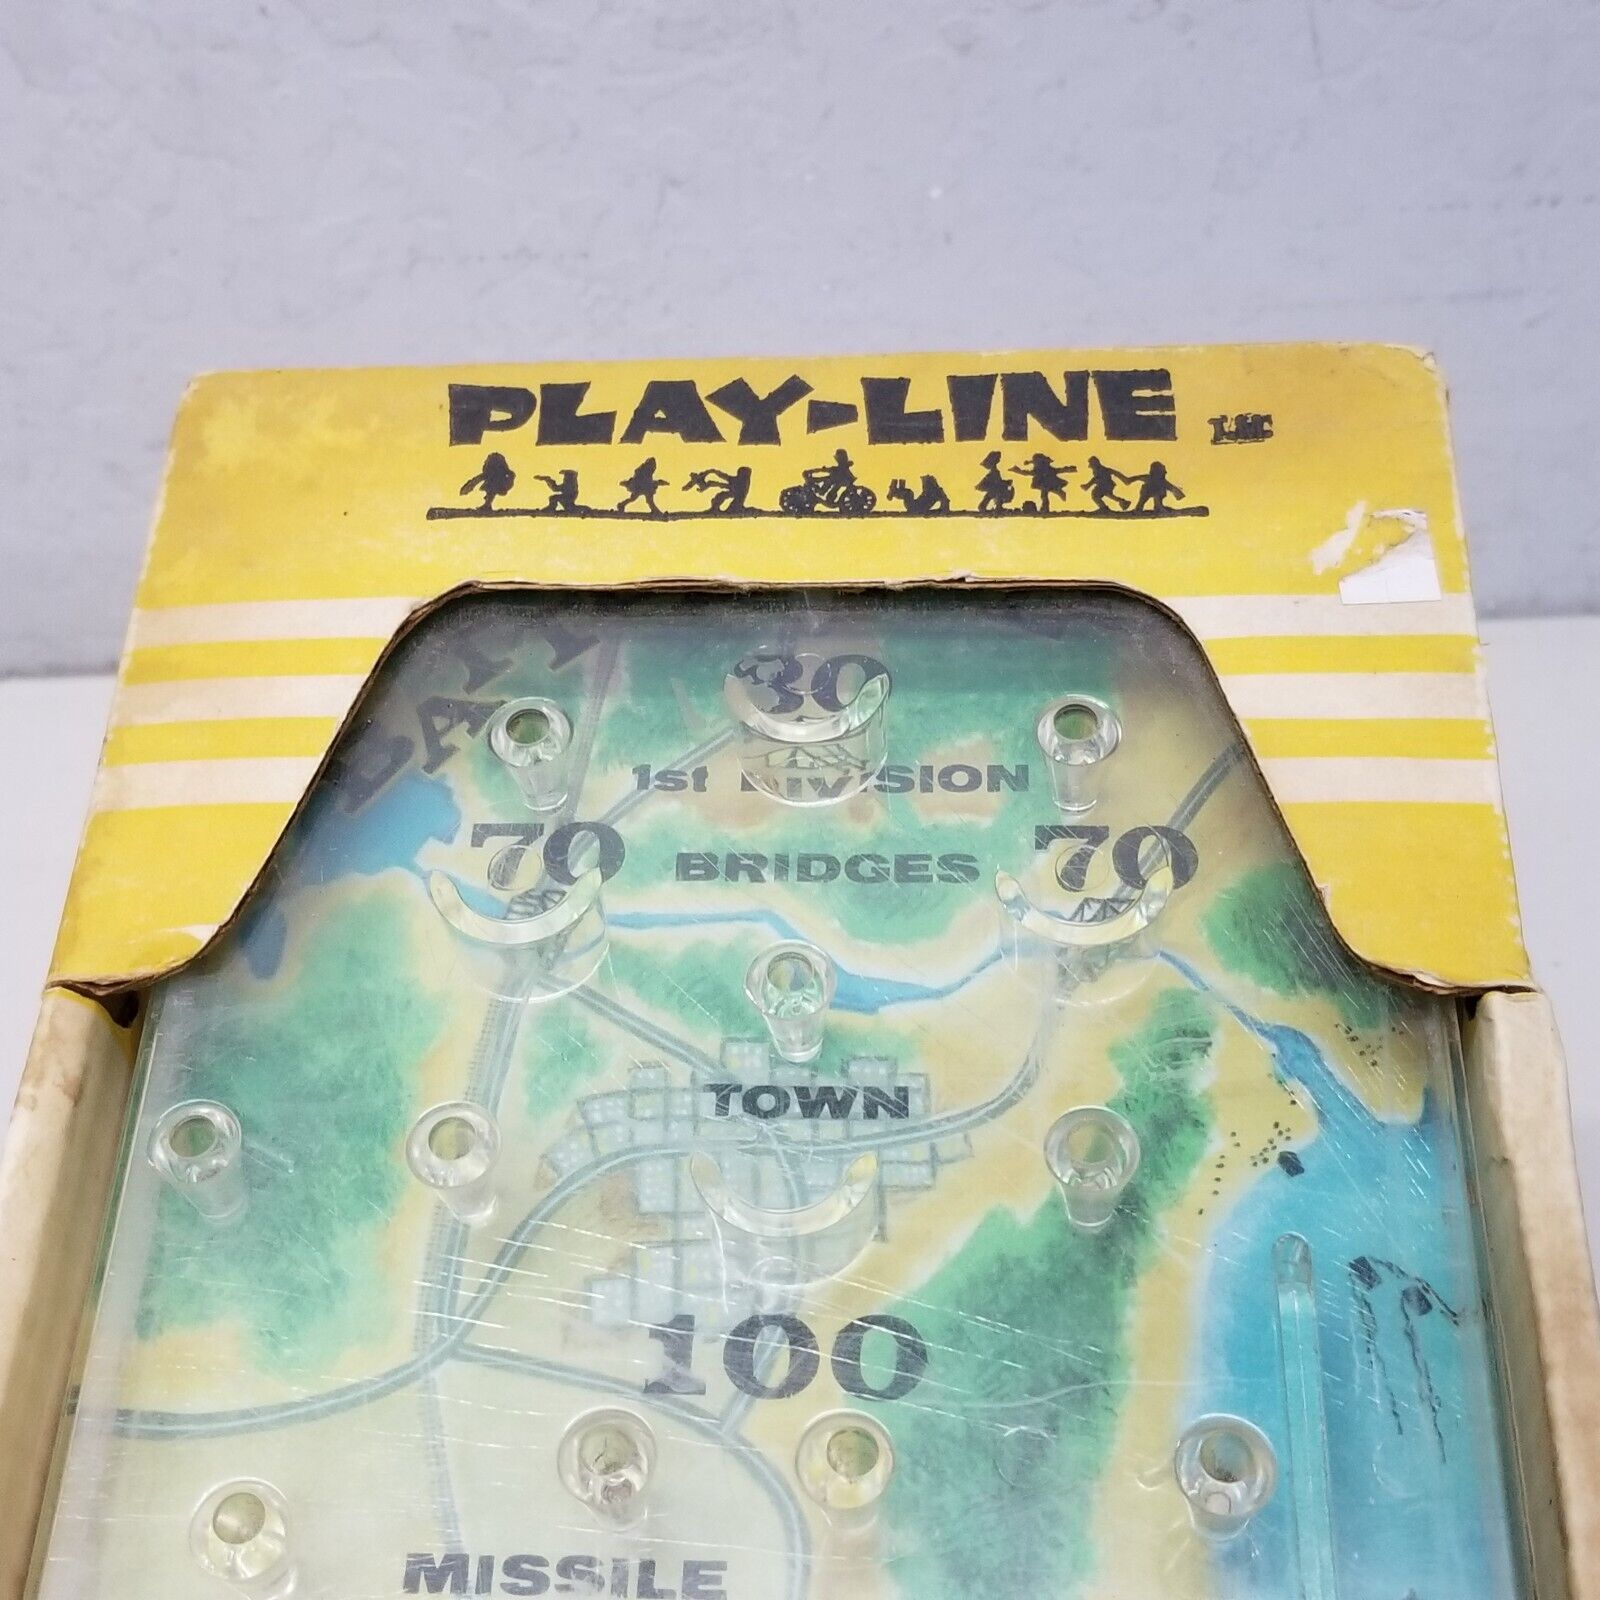 PLAY-LINE
30
1st DIVISION
70 BRIDGES 70
TOWN
100
MISSILE